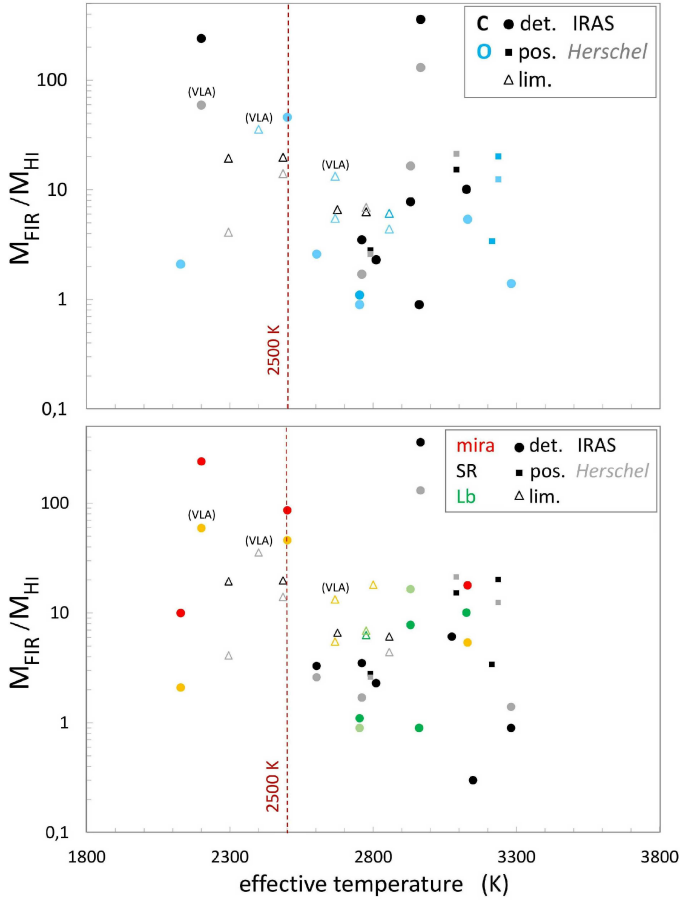 C ● det. IRAS
O ■ pos. Herschel
△ lim.
100
10
1
0,1
M_FIR /M_HI
(VLA)
(VLA)
(VLA)
2500 K
mira ● det. IRAS
SR ■ pos. Herschel
Lb △ lim.
100
10
1
0,1
M_FIR /M_HI
(VLA)
(VLA)
(VLA)
2500 K
1800 2300 2800 3300 3800
effective temperature (K)